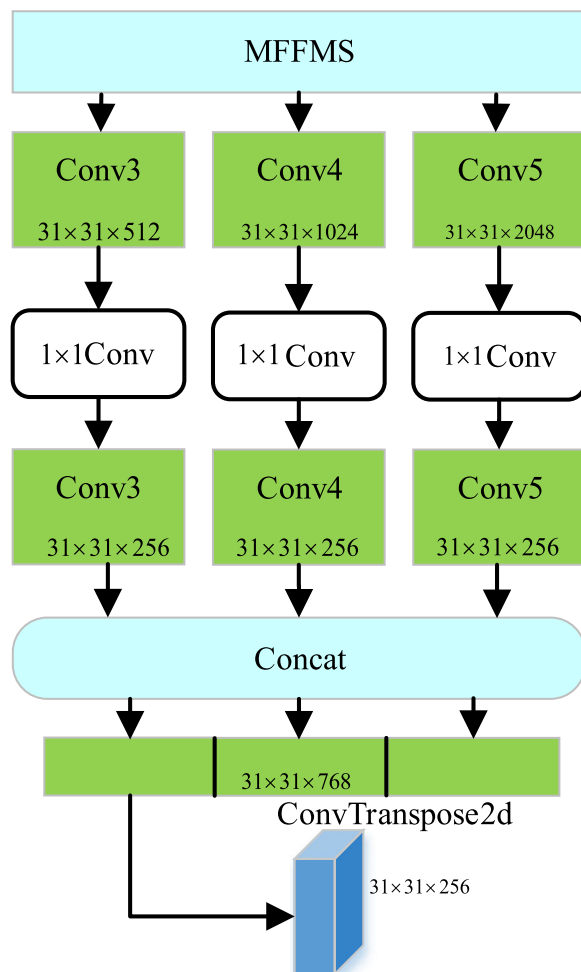 MFFMS
Conv3 Conv4 Conv5
31×31×512 31×31×1024 31×31×2048
1×1Conv 1×1 Conv 1×1Conv
Conv3 Conv4 Conv5
31×31×256 31×31×256 31×31×256
Concat
31×31×768
ConvTranspose2d
31×31×256